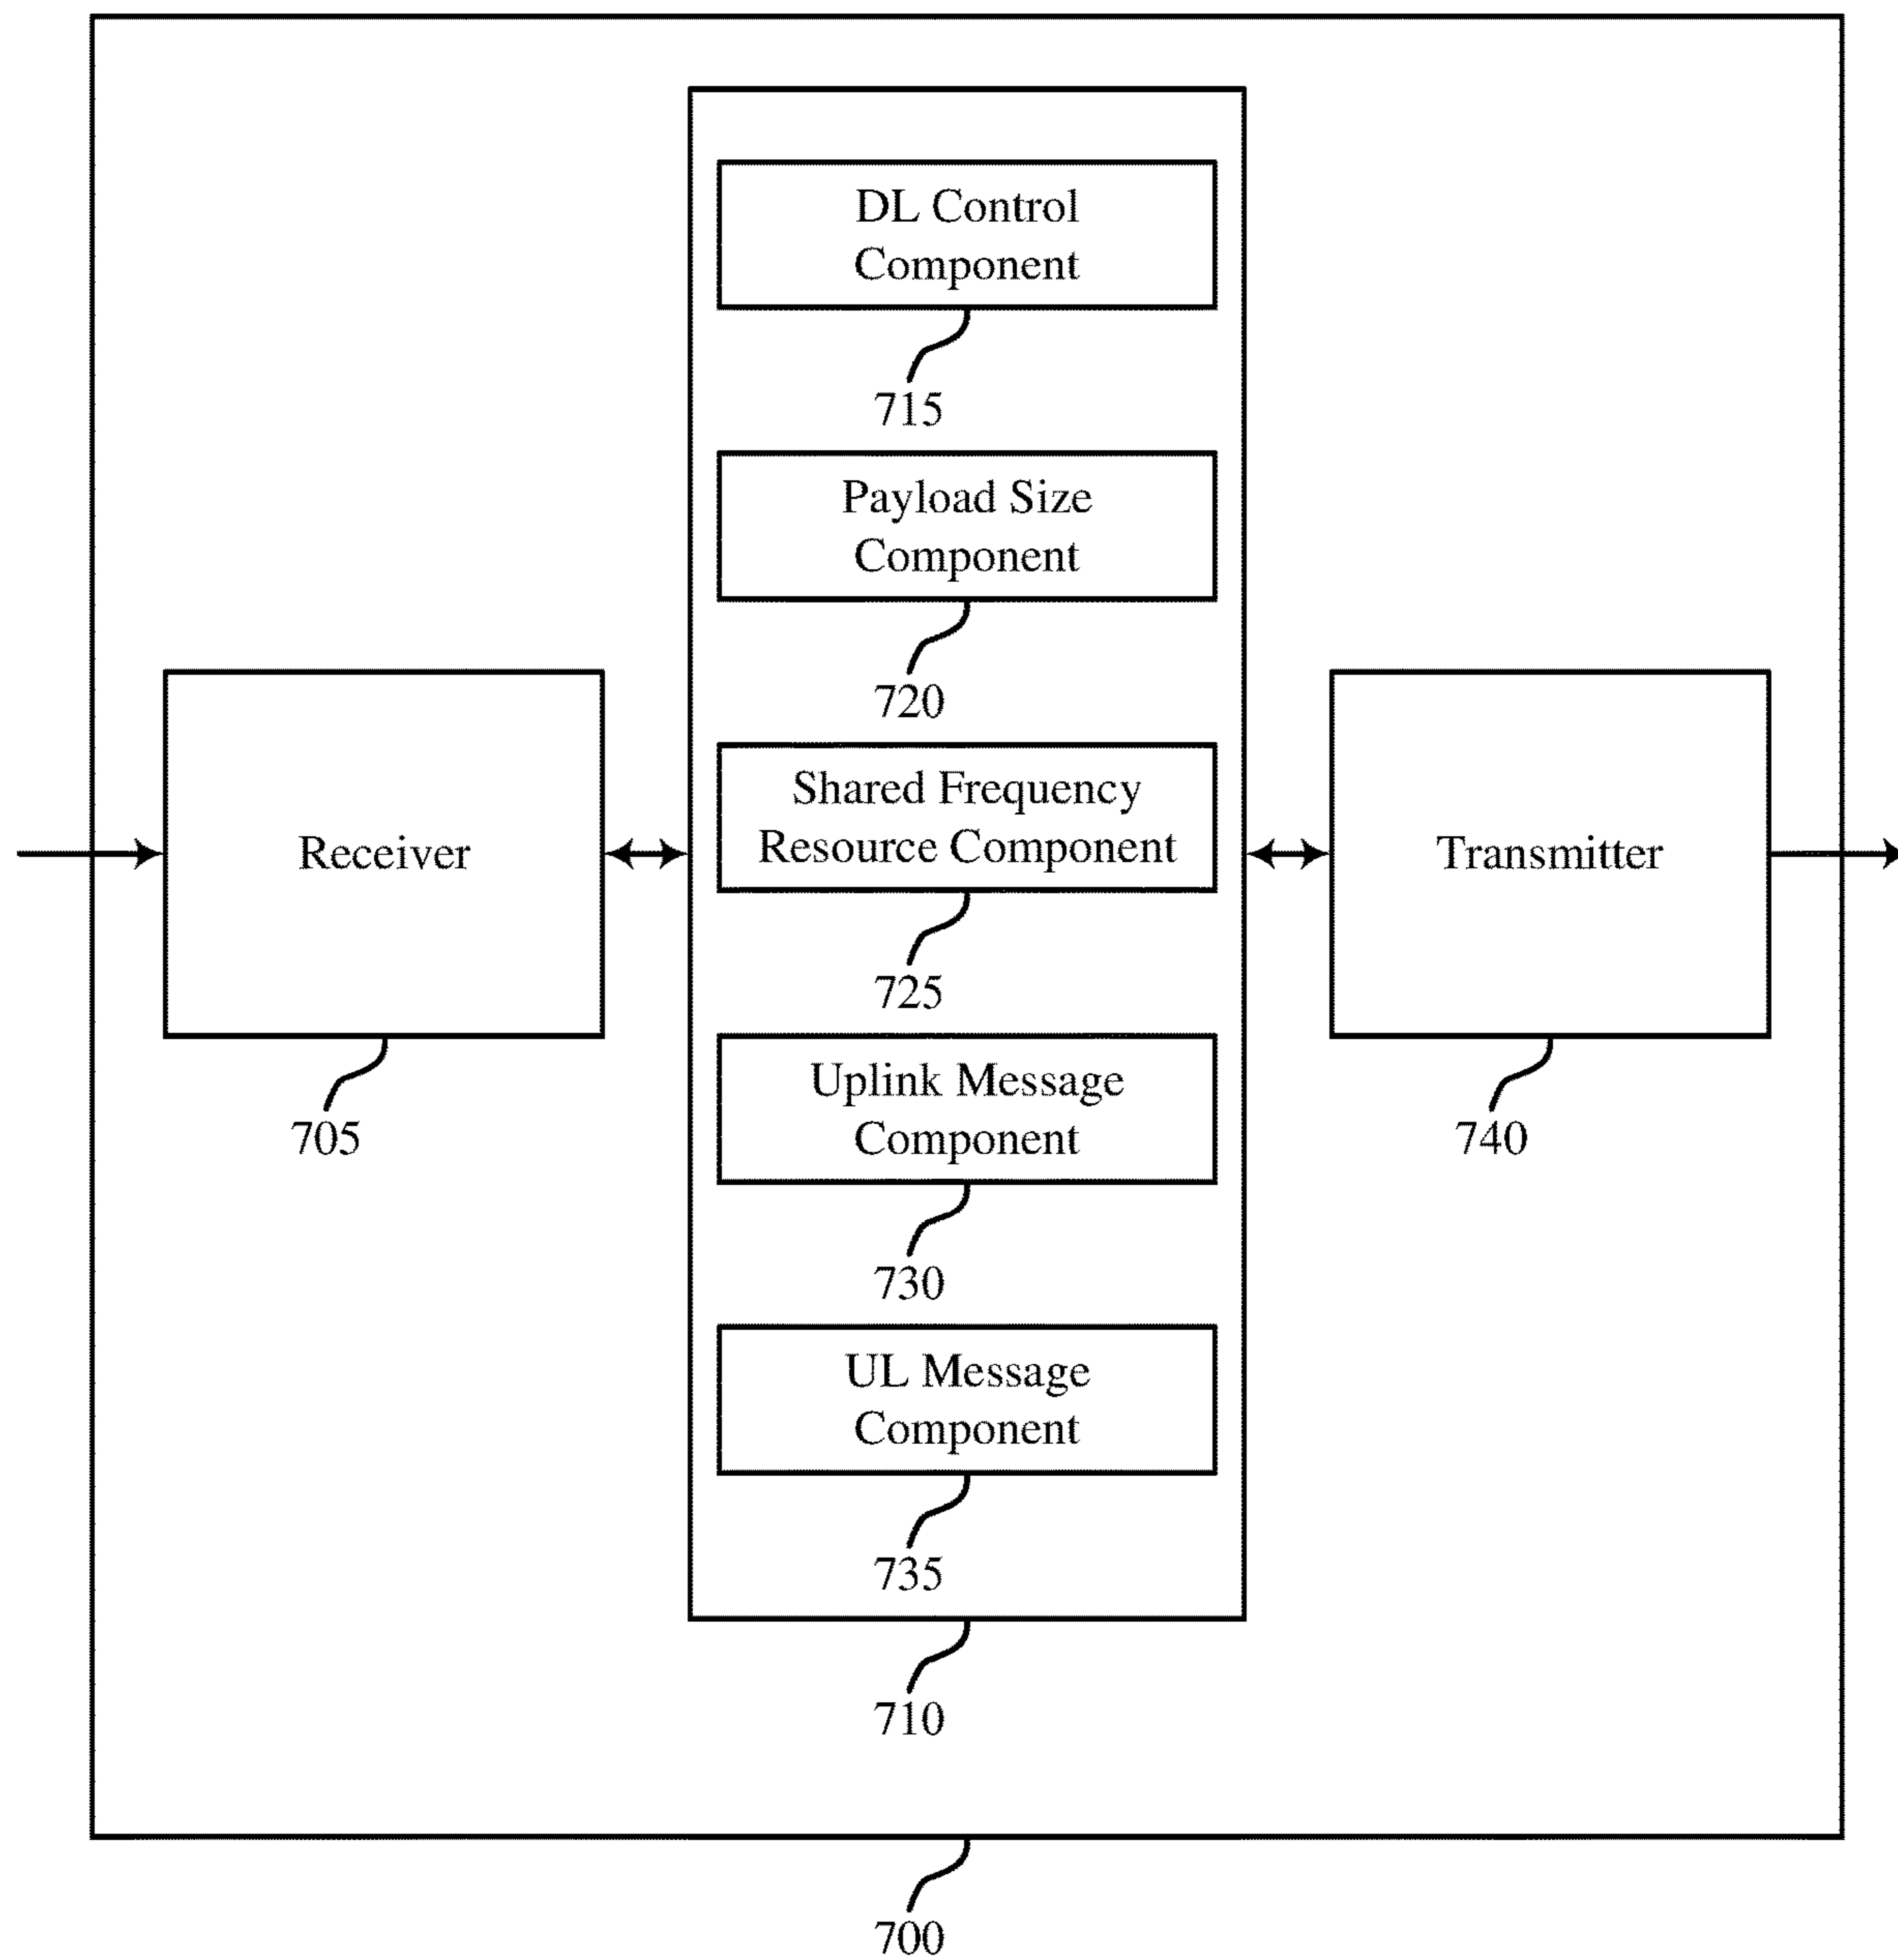 DL Control
Component
715
Payload Size
Component
720
Shared Frequency
Resource Component
725
Receiver
705
Transmitter
740
Uplink Message
Component
730
UL Message
Component
735
710
700